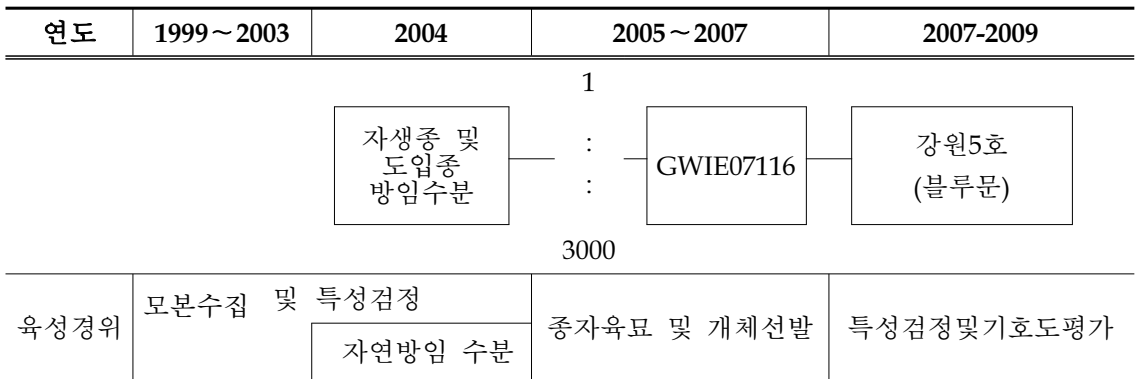 연도 1999～2003 2004 2005～2007 2007-2009
1
자생종 및
도입종
방임수분
:
:
GWIE07116
강원5호
(블루문)
3000
육성경위
모본수집 및 특성검정
자연방임 수분
종자육묘 및 개체선발
특성검정및기호도평가